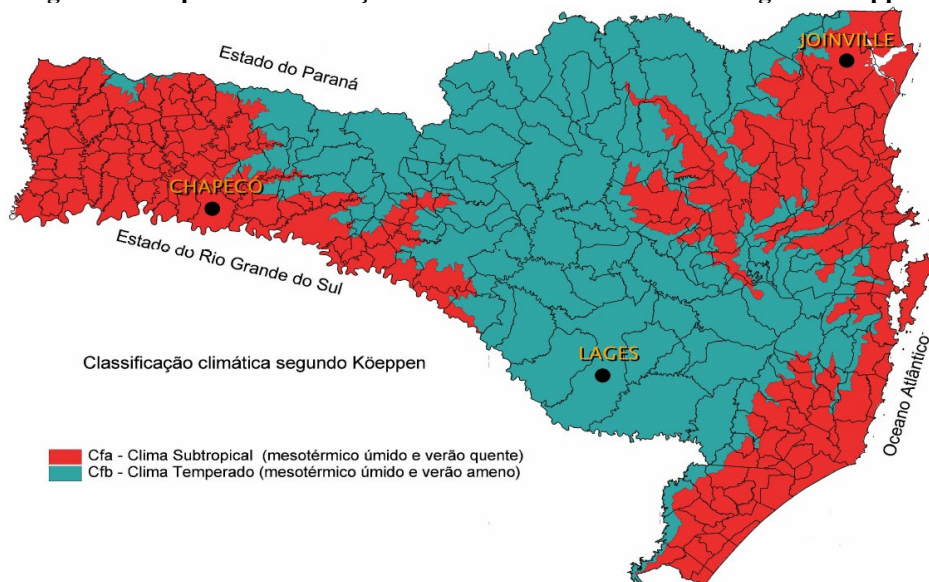 JOINVILLE
Estado do Paraná
CHAPECÓ
Estado do Rio Grande do Sul
LAGES
Classificação climática segundo Köeppen
Oceano Atlântico
Cfa - Clima Subtropical (mesotérmico úmido e verão quente)
Cfb - Clima Temperado (mesotérmico úmido e verão ameno)